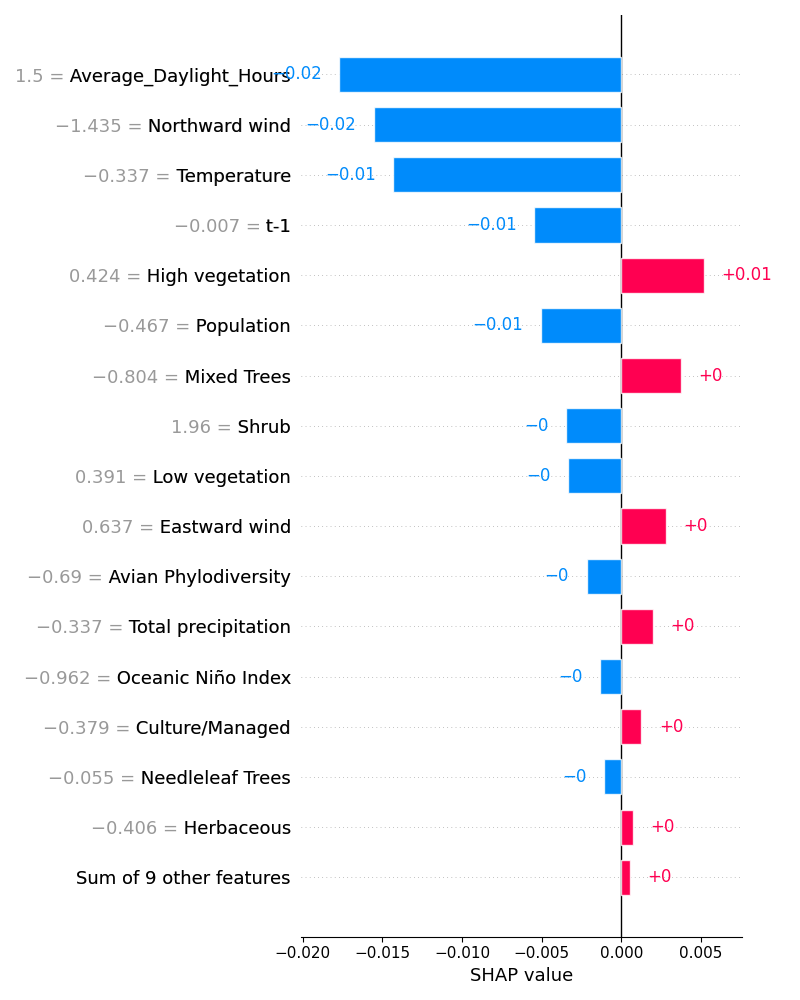 1.5 = Average_Daylight_Hours −0.02
−1.435 = Northward wind −0.02
−0.337 = Temperature −0.01
−0.007 = t-1 −0.01
0.424 = High vegetation +0.01
−0.467 = Population −0.01
−0.804 = Mixed Trees +0
1.96 = Shrub −0
0.391 = Low vegetation −0
0.637 = Eastward wind +0
−0.69 = Avian Phylodiversity −0
−0.337 = Total precipitation +0
−0.962 = Oceanic Niño Index −0
−0.379 = Culture/Managed +0
−0.055 = Needleleaf Trees −0
−0.406 = Herbaceous +0
Sum of 9 other features +0
−0.020 −0.015 −0.010 −0.005 0.000 0.005
SHAP value